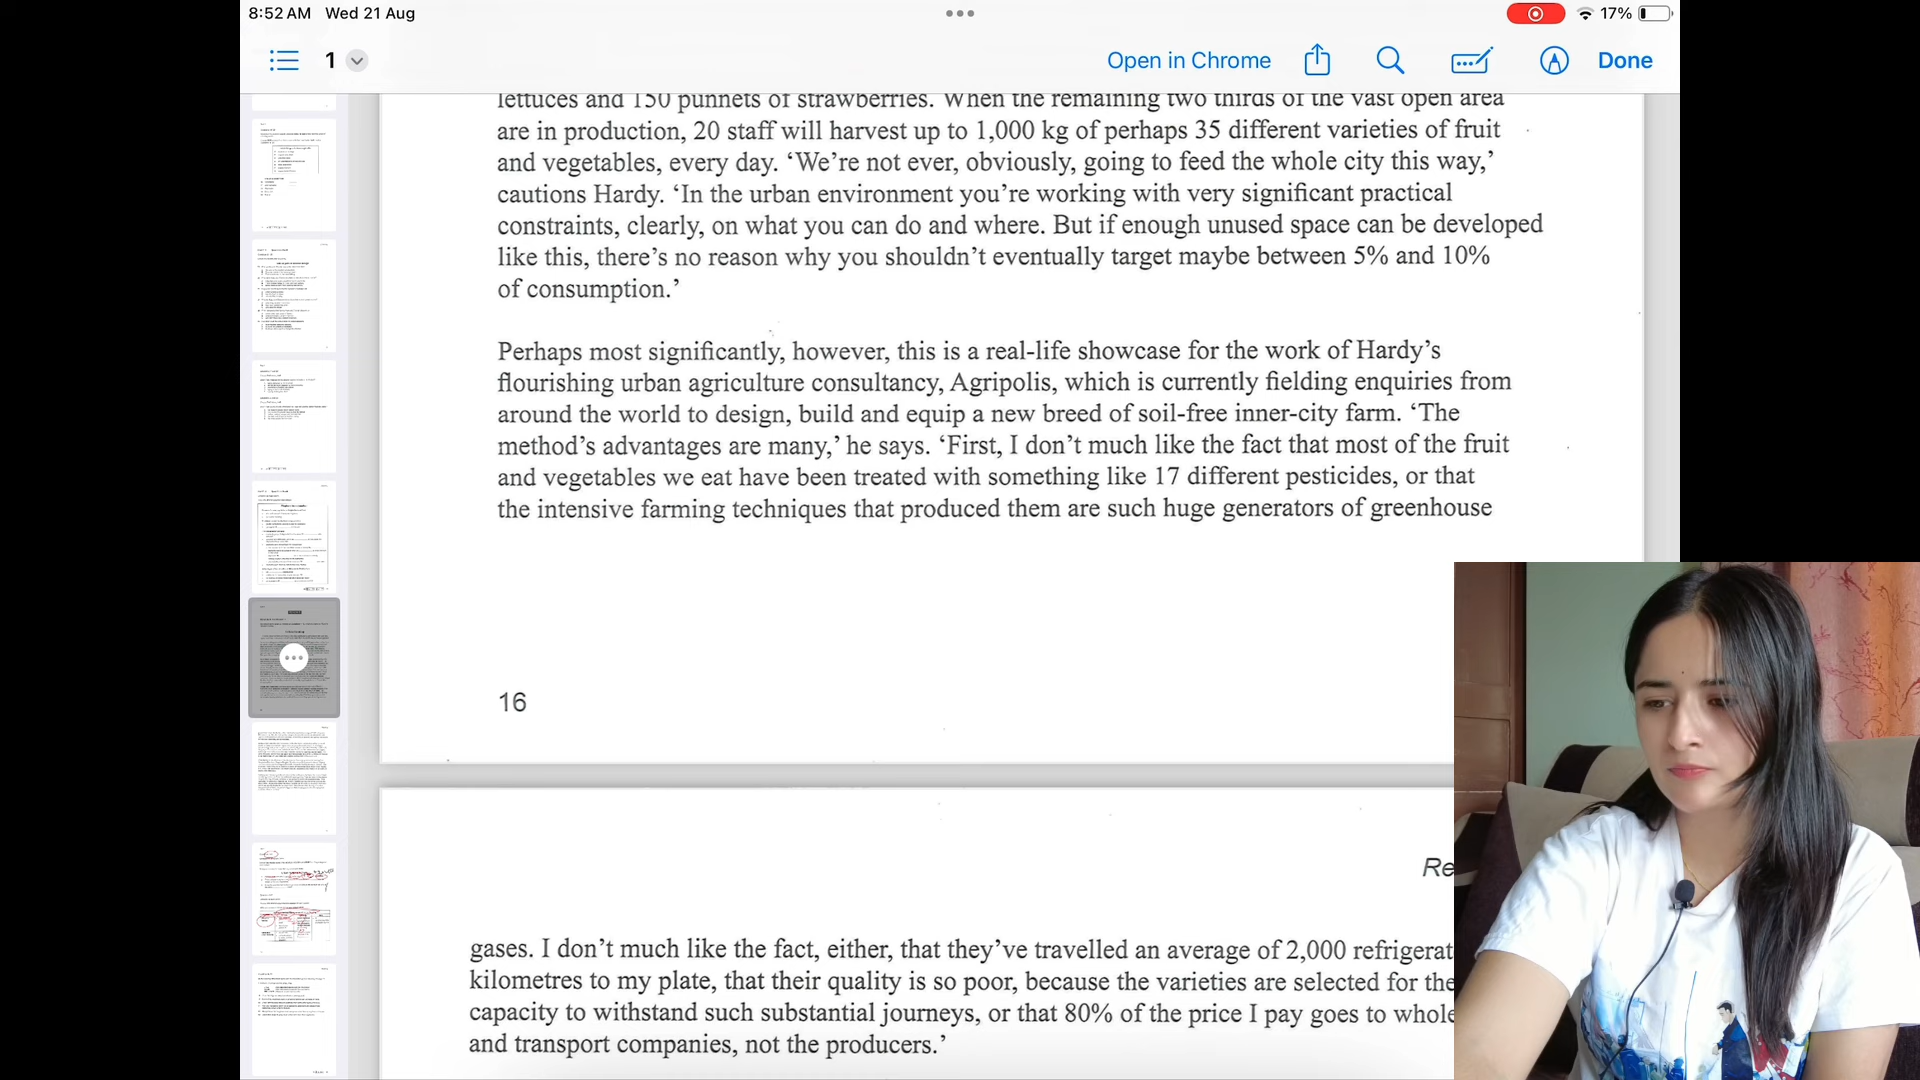 8:52 AM Wed 21 Aug
17%
1
Open in Chrome
Done
lettuces and 150 punnets of strawberries. When the remaining two thirds of the vast open area
are in production, 20 staff will harvest up to 1,000 kg of perhaps 35 different varieties of fruit
and vegetables, every day. ‘We’re not ever, obviously, going to feed the whole city this way,’
cautions Hardy. ‘In the urban environment you’re working with very significant practical
constraints, clearly, on what you can do and where. But if enough unused space can be developed
like this, there’s no reason why you shouldn’t eventually target maybe between 5% and 10%
of consumption.’
Perhaps most significantly, however, this is a real-life showcase for the work of Hardy’s
flourishing urban agriculture consultancy, Agripolis, which is currently fielding enquiries from
around the world to design, build and equip a new breed of soil-free inner-city farm. ‘The
method’s advantages are many,’ he says. ‘First, I don’t much like the fact that most of the fruit
and vegetables we eat have been treated with something like 17 different pesticides, or that
the intensive farming techniques that produced them are such huge generators of greenhouse
16
Re
gases. I don’t much like the fact, either, that they’ve travelled an average of 2,000 refrigerat
kilometres to my plate, that their quality is so poor, because the varieties are selected for the
capacity to withstand such substantial journeys, or that 80% of the price I pay goes to whole
and transport companies, not the producers.’